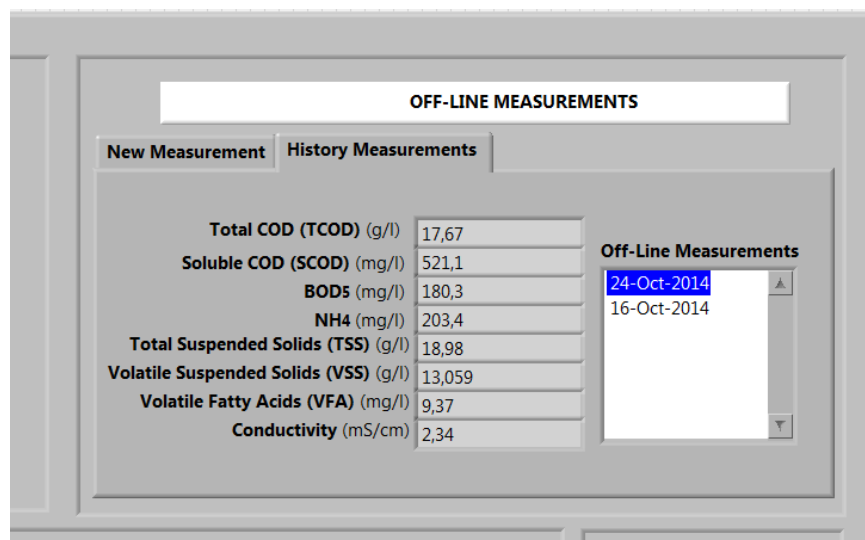 OFF-LINE MEASUREMENTS
New Measurement History Measurements
Total COD (TCOD) (g/l) 17,67
Soluble COD (SCOD) (mg/l) 521,1
BOD5 (mg/l) 180,3
NH4 (mg/l) 203,4
Total Suspended Solids (TSS) (g/l) 18,98
Volatile Suspended Solids (VSS) (g/l) 13,059
Volatile Fatty Acids (VFA) (mg/l) 9,37
Conductivity (mS/cm) 2,34
Off-Line Measurements
24-Oct-2014
16-Oct-2014